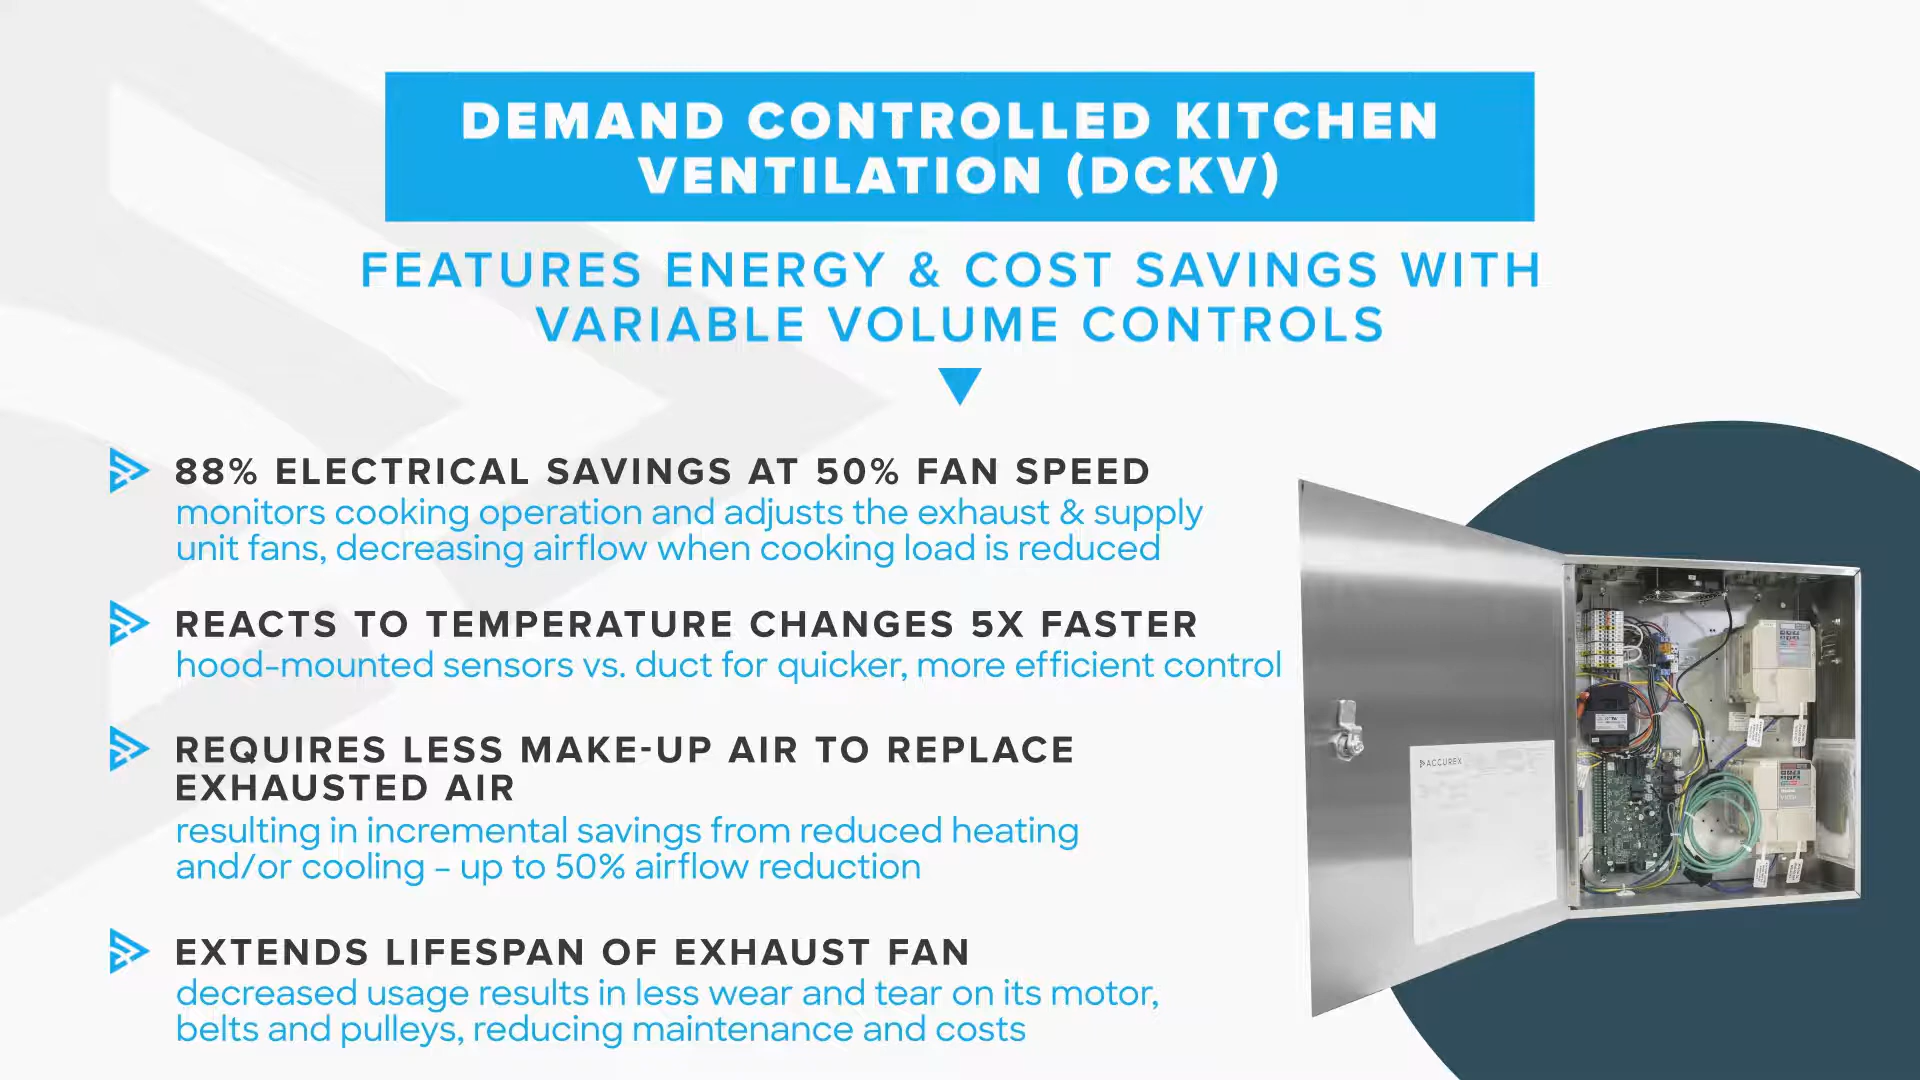 DEMAND CONTROLLED KITCHEN
VENTILATION (DCKV)
FEATURES ENERGY & COST SAVINGS WITH
VARIABLE VOLUME CONTROLS
88% ELECTRICAL SAVINGS AT 50% FAN SPEED
monitors cooking operation and adjusts the exhaust & supply
unit fans, decreasing airflow when cooking load is reduced
REACTS TO TEMPERATURE CHANGES 5X FASTER
hood-mounted sensors vs. duct for quicker, more efficient control
REQUIRES LESS MAKE-UP AIR TO REPLACE
EXHAUSTED AIR
resulting in incremental savings from reduced heating
and/or cooling – up to 50% airflow reduction
EXTENDS LIFESPAN OF EXHAUST FAN
decreased usage results in less wear and tear on its motor,
belts and pulleys, reducing maintenance and costs
ACCUREX